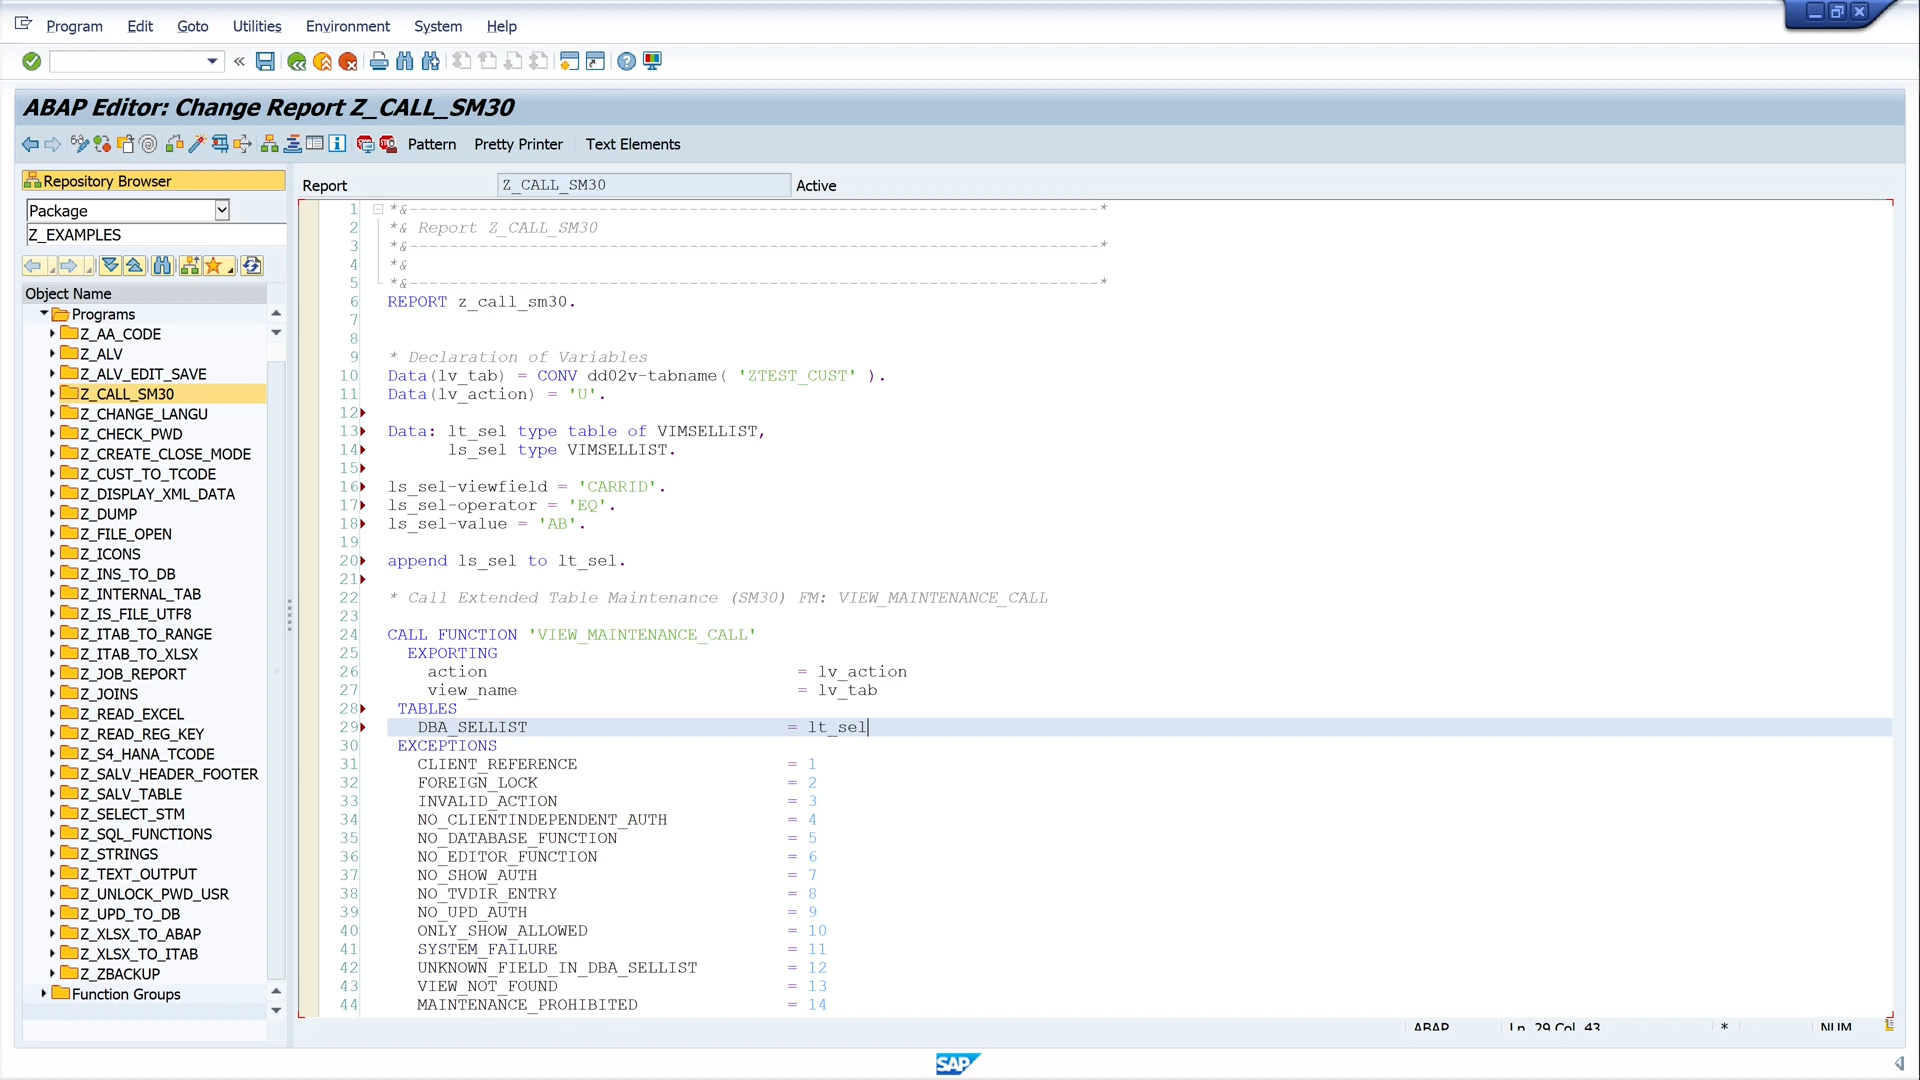 Program Edit Goto Utilities Environment System Help
ABAP Editor: Change Report Z_CALL_SM30
Pattern Pretty Printer Text Elements
Repository Browser
Package
Z_EXAMPLES
Object Name
Programs
Z_AA_CODE
Z_ALV
Z_ALV_EDIT_SAVE
Z_CALL_SM30
Z_CHANGE_LANGU
Z_CHECK_PWD
Z_CREATE_CLOSE_MODE
Z_CUST_TO_TCODE
Z_DISPLAY_XML_DATA
Z_DUMP
Z_FILE_OPEN
Z_ICONS
Z_INS_TO_DB
Z_INTERNAL_TAB
Z_IS_FILE_UTF8
Z_ITAB_TO_RANGE
Z_ITAB_TO_XLSX
Z_JOB_REPORT
Z_JOINS
Z_READ_EXCEL
Z_READ_REG_KEY
Z_S4_HANA_TCODE
Z_SALV_HEADER_FOOTER
Z_SALV_TABLE
Z_SELECT_STM
Z_SQL_FUNCTIONS
Z_STRINGS
Z_TEXT_OUTPUT
Z_UNLOCK_PWD_USR
Z_UPD_TO_DB
Z_XLSX_TO_ABAP
Z_XLSX_TO_ITAB
Z_ZBACKUP
Function Groups
Report Z_CALL_SM30 Active
1 *&---------------------------------------------------------------------*
2 *& Report Z_CALL_SM30
3 *&---------------------------------------------------------------------*
4 *&
5 *&---------------------------------------------------------------------*
6 REPORT z_call_sm30.
7
8
9 * Declaration of Variables
10 Data(lv_tab) = CONV dd02v-tabname( 'ZTEST_CUST' ).
11 Data(lv_action) = 'U'.
12
13 Data: lt_sel type table of VIMSELLIST,
14 ls_sel type VIMSELLIST.
15
16 ls_sel-viewfield = 'CARRID'.
17 ls_sel-operator = 'EQ'.
18 ls_sel-value = 'AB'.
19
20 append ls_sel to lt_sel.
21
22 * Call Extended Table Maintenance (SM30) FM: VIEW_MAINTENANCE_CALL
23
24 CALL FUNCTION 'VIEW_MAINTENANCE_CALL'
25 EXPORTING
26 action = lv_action
27 view_name = lv_tab
28 TABLES
29 DBA_SELLIST = lt_sel
30 EXCEPTIONS
31 CLIENT_REFERENCE = 1
32 FOREIGN_LOCK = 2
33 INVALID_ACTION = 3
34 NO_CLIENTINDEPENDENT_AUTH = 4
35 NO_DATABASE_FUNCTION = 5
36 NO_EDITOR_FUNCTION = 6
37 NO_SHOW_AUTH = 7
38 NO_TVDIR_ENTRY = 8
39 NO_UPD_AUTH = 9
40 ONLY_SHOW_ALLOWED = 10
41 SYSTEM_FAILURE = 11
42 UNKNOWN_FIELD_IN_DBA_SELLIST = 12
43 VIEW_NOT_FOUND = 13
44 MAINTENANCE_PROHIBITED = 14
ABAP Ln 29 Col 43 * NUM
SAP